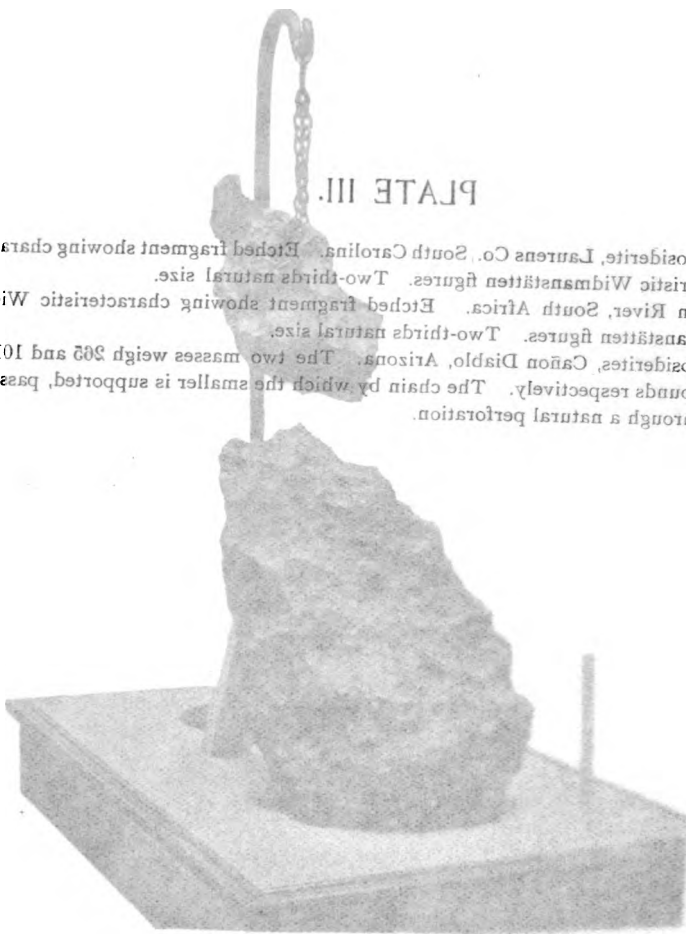 PLATE III.
osiderite, Laurens Co., South Carolina. Etched fragment showing chara
ristic Widmanstätten figures. Two-thirds natural size.
n River, South Africa. Etched fragment showing characteristic Wi
anstätten figures. Two-thirds natural size.
osiderites, Cañon Diablo, Arizona. The two masses weigh 265 and 10
ounds respectively. The chain by which the smaller is supported, pass
rough a natural perforation.